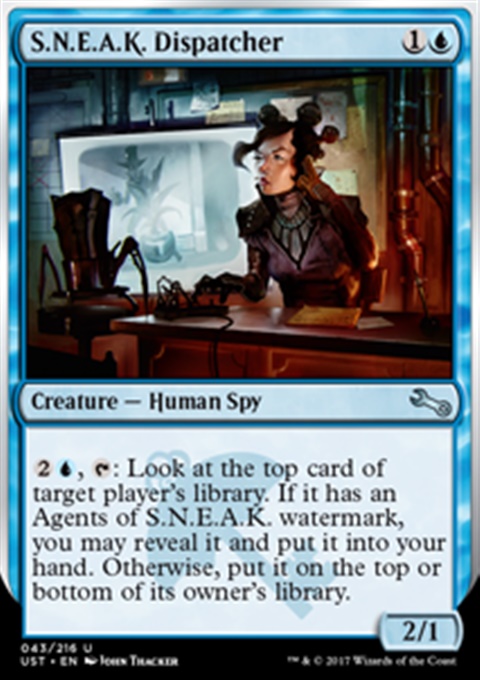 S.N.E.A.K. Dispatcher 1
Creature — Human Spy
2, : Look at the top card of
target player's library. If it has an
Agents of S.N.E.A.K. watermark,
you may reveal it and put it into your
hand. Otherwise, put it on the top or
bottom of its owner's library.
2/1
043/216 U
UST • EN John Thacker
™ & © 2017 Wizards of the Coast